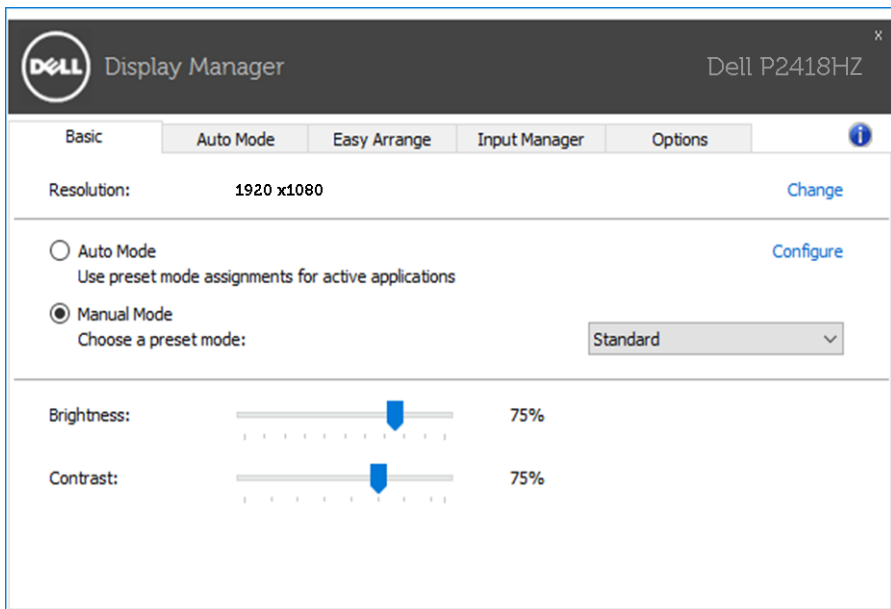 DELL Display Manager Dell P2418HZ x
Basic Auto Mode Easy Arrange Input Manager Options i
Resolution: 1920 x1080 Change
Auto Mode Configure
Use preset mode assignments for active applications
Manual Mode
Choose a preset mode: Standard
Brightness: 75%
Contrast: 75%